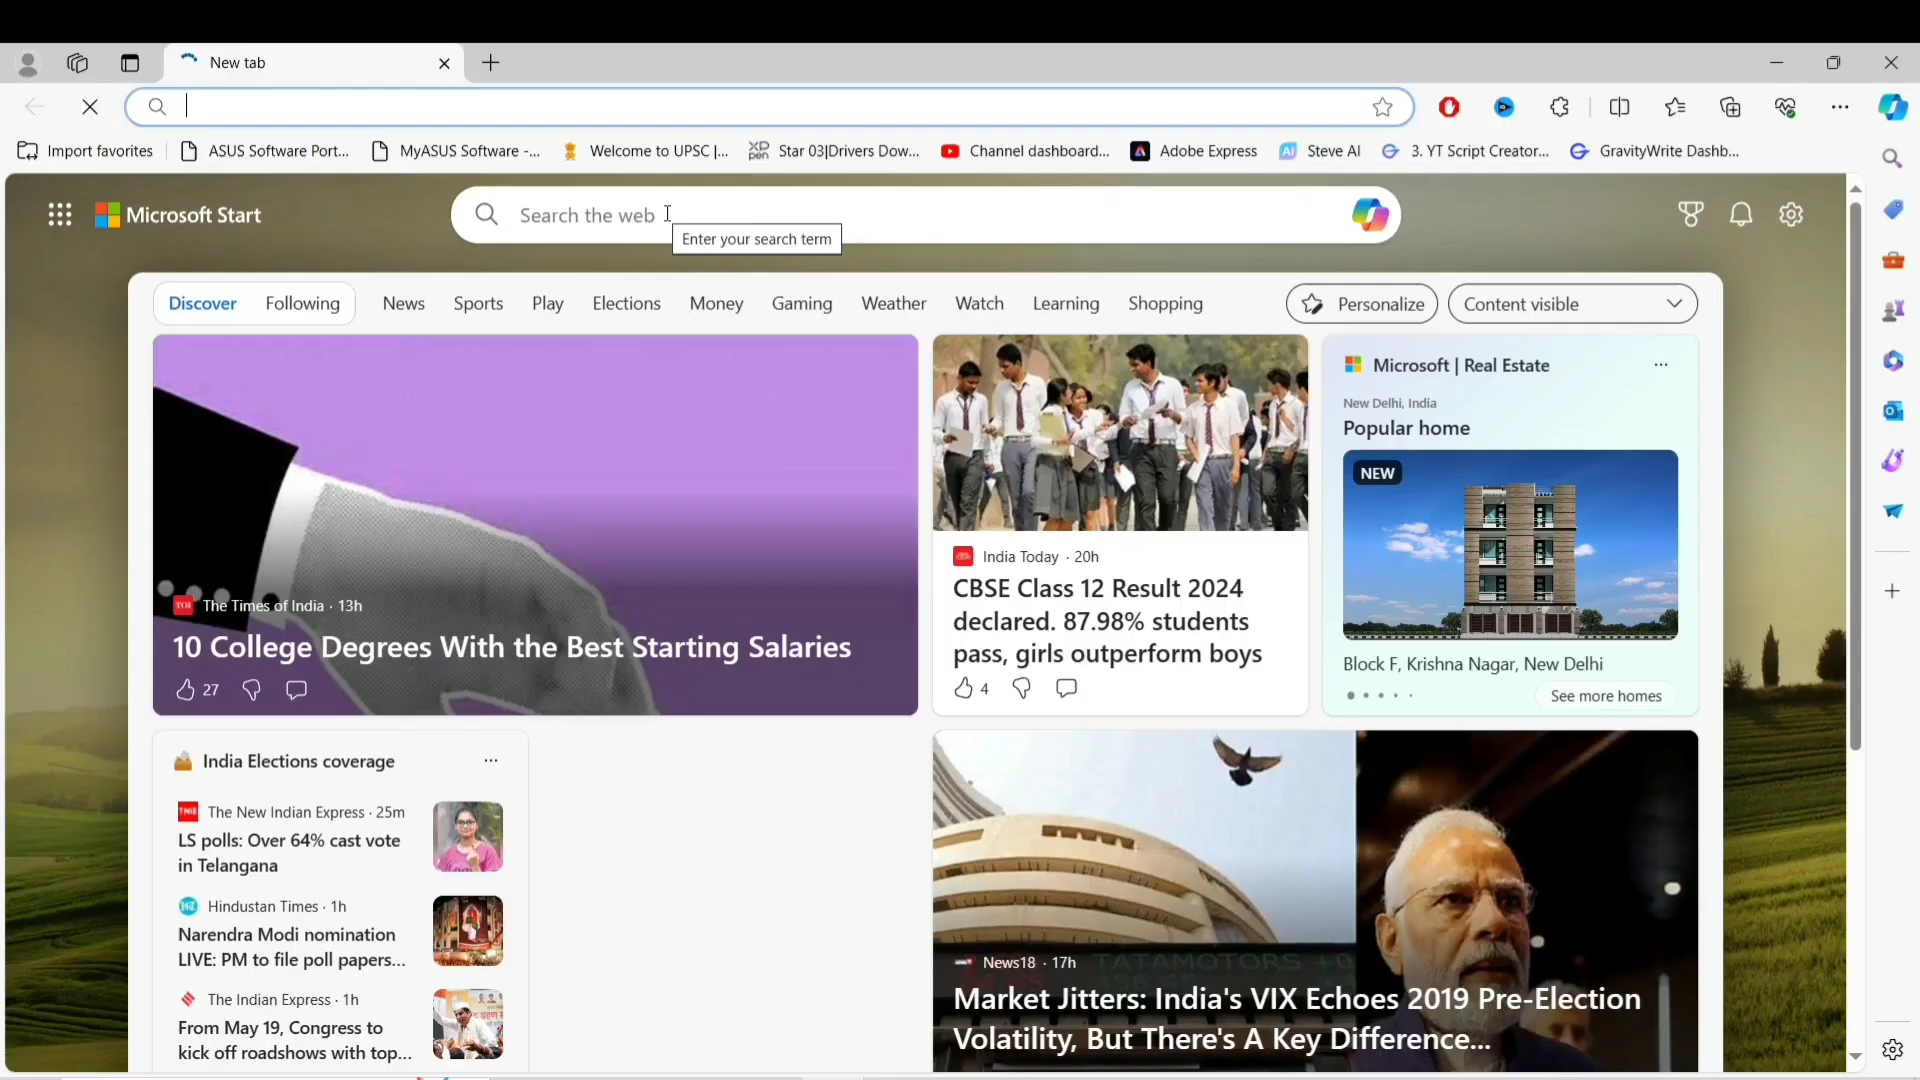 New tab
Import favorites
ASUS Software Port...
MyASUS Software -...
Welcome to UPSC |...
XD pen
Star 03|Drivers Dow...
Channel dashboard...
Adobe Express
AI
Steve AI
3. YT Script Creator...
GravityWrite Dashb...
Microsoft Start
Search the web
Enter your search term
Discover
Following
News
Sports
Play
Elections
Money
Gaming
Weather
Watch
Learning
Shopping
Personalize
Content visible
TOI
The Times of India · 13h
10 College Degrees With the Best Starting Salaries
27
India Today · 20h
CBSE Class 12 Result 2024
declared. 87.98% students
pass, girls outperform boys
4
Microsoft | Real Estate
New Delhi, India
Popular home
NEW
Block F, Krishna Nagar, New Delhi
See more homes
India Elections coverage
TNIE
The New Indian Express · 25m
LS polls: Over 64% cast vote
in Telangana
HT
Hindustan Times · 1h
Narendra Modi nomination
LIVE: PM to file poll papers...
The Indian Express · 1h
From May 19, Congress to
kick off roadshows with top...
TATAMOTORS +0
News18 · 17h
Market Jitters: India's VIX Echoes 2019 Pre-Election
Volatility, But There's A Key Difference...